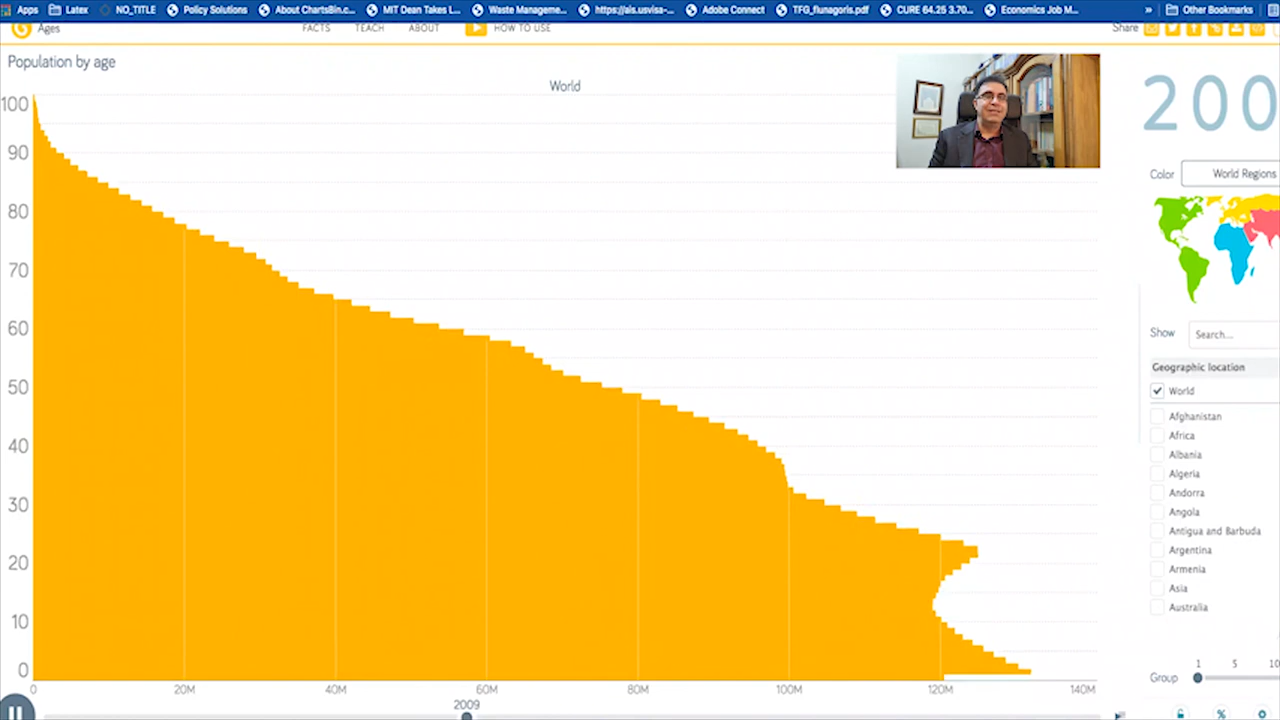 Apps Latex NO_TITLE Policy Solutions About ChartsBin.c... MIT Dean Takes L... Waste Manageme... https://ais.usvisa-... Adobe Connect TFG_flunagoris.pdf CURE 64.25 3.70... Economics Job M... » Other Bookmarks
Ages FACTS TEACH ABOUT HOW TO USE Share
Population by age
World
200
100
90
80
70
60
50
40
30
20
10
0
0 20M 40M 60M 80M 100M 120M 140M
2009
Color World Regions
Show Search...
Geographic location
World
Afghanistan
Africa
Albania
Algeria
Andorra
Angola
Antigua and Barbuda
Argentina
Armenia
Asia
Australia
1 5 10
Group
%